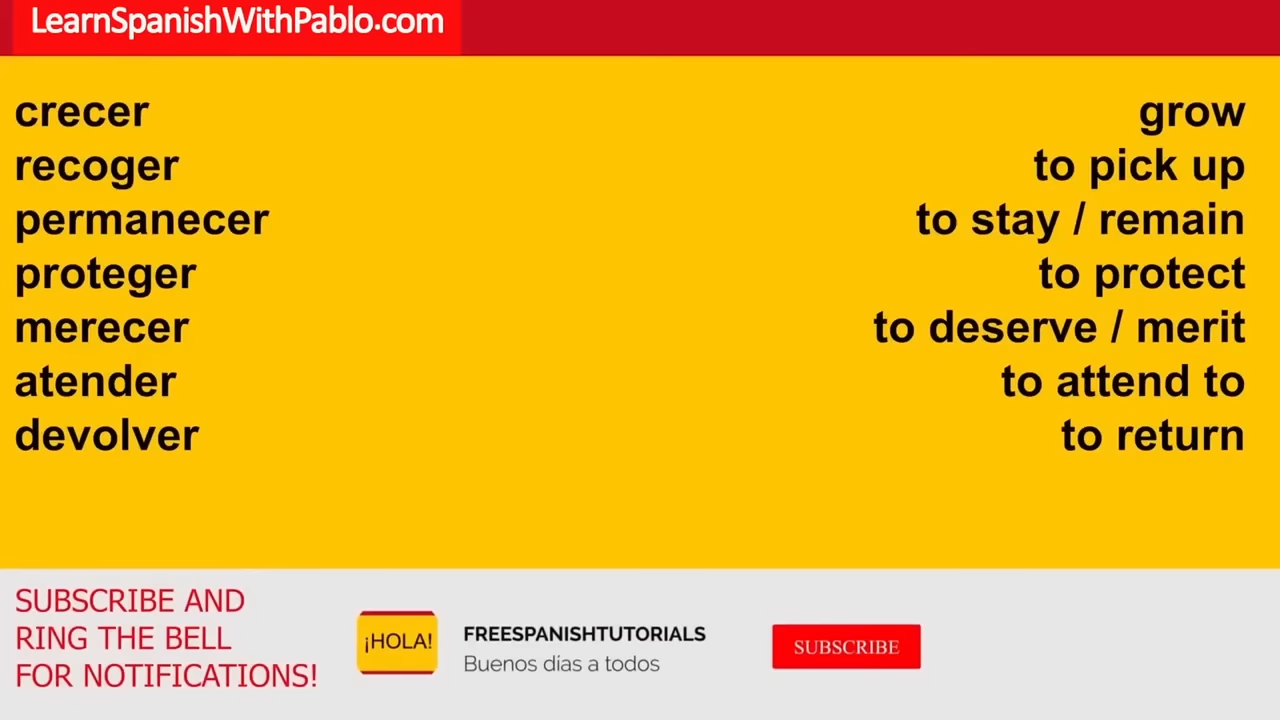 LearnSpanishWithPablo.com
crecer grow
recoger to pick up
permanecer to stay / remain
proteger to protect
merecer to deserve / merit
atender to attend to
devolver to return
SUBSCRIBE AND
RING THE BELL
FOR NOTIFICATIONS!
¡HOLA!
FREESPANISHTUTORIALS
Buenos días a todos
SUBSCRIBE